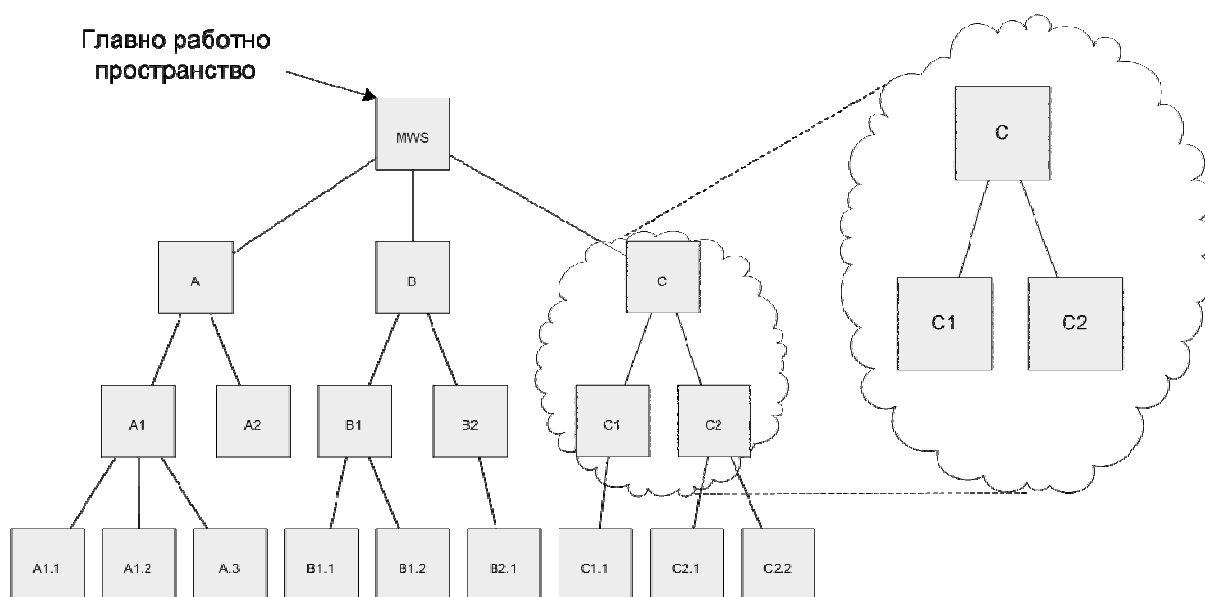 Главно работно
пространство
MWS
A
B
C
A1
A2
B1
B2
C1
C2
A1.1
A1.2
A.3
B1.1
B1.2
B2.1
C1.1
C2.1
C2.2
C
C1
C2